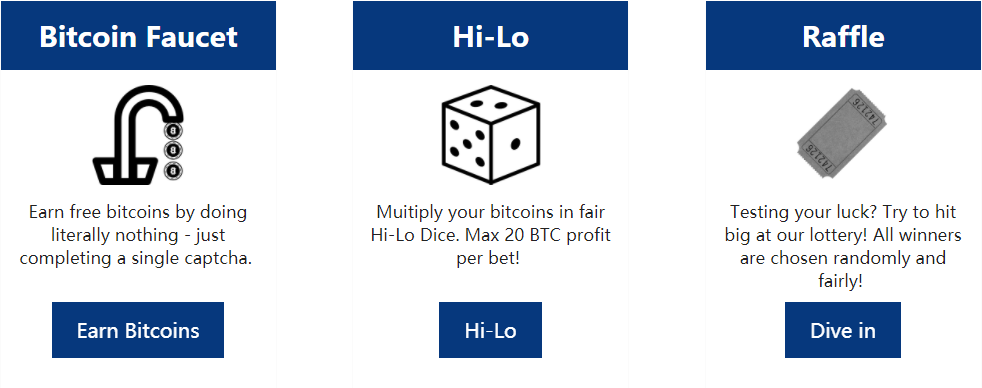 Bitcoin Faucet
Earn free bitcoins by doing
literally nothing - just
completing a single captcha.
Earn Bitcoins
Hi-Lo
Muitiply your bitcoins in fair
Hi-Lo Dice. Max 20 BTC profit
per bet!
Hi-Lo
Raffle
742126
742126
Testing your luck? Try to hit
big at our lottery! All winners
are chosen randomly and
fairly!
Dive in